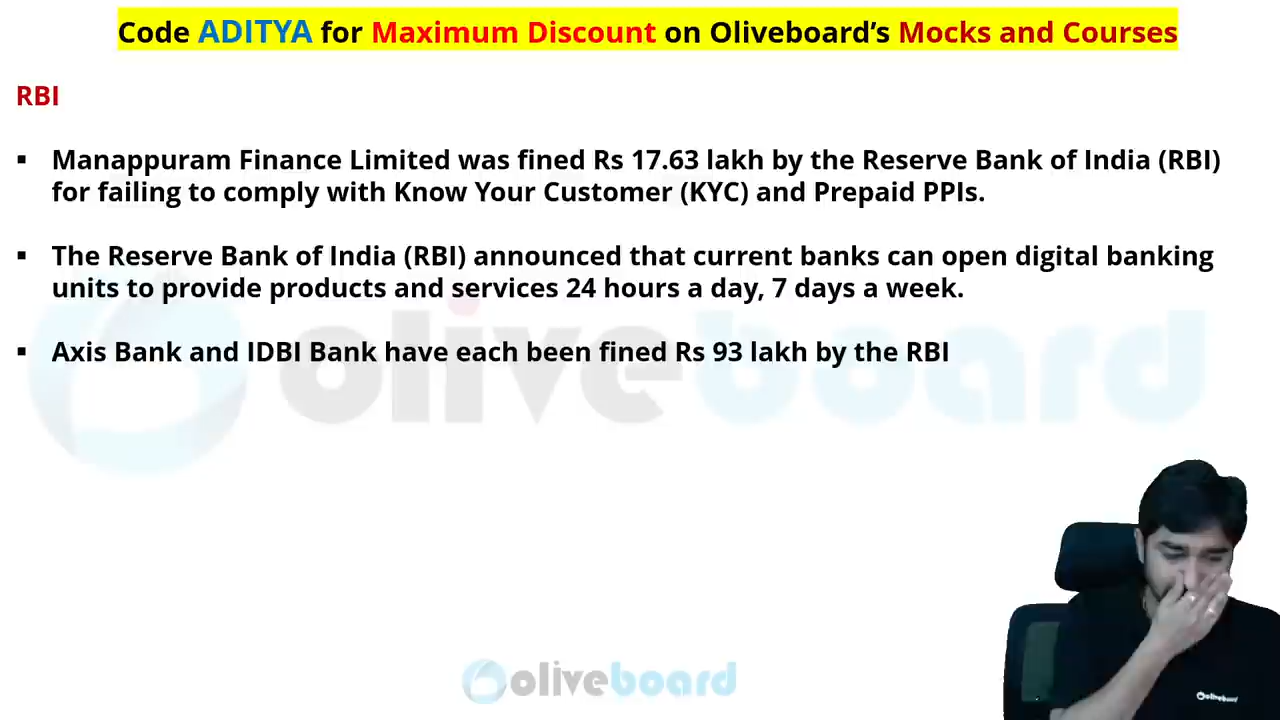 Code ADITYA for Maximum Discount on Oliveboard’s Mocks and Courses
RBI
▪ Manappuram Finance Limited was fined Rs 17.63 lakh by the Reserve Bank of India (RBI)
for failing to comply with Know Your Customer (KYC) and Prepaid PPIs.
▪ The Reserve Bank of India (RBI) announced that current banks can open digital banking
units to provide products and services 24 hours a day, 7 days a week.
▪ Axis Bank and IDBI Bank have each been fined Rs 93 lakh by the RBI
oliveboard
oliveboard
oliveboard